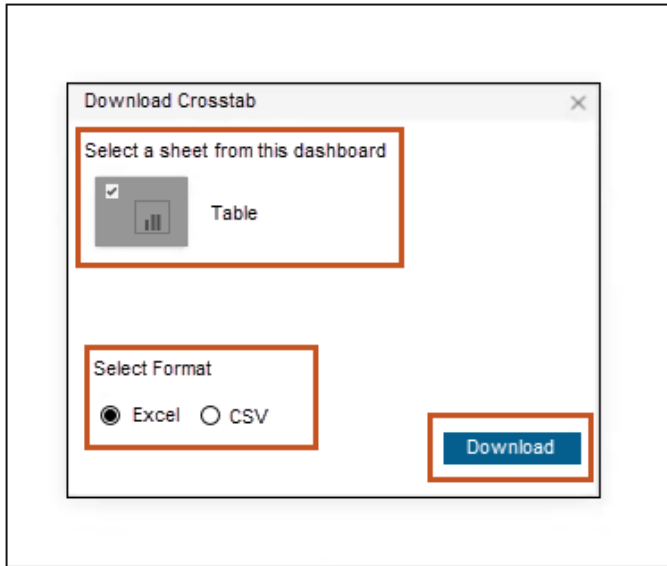 Download Crosstab
Select a sheet from this dashboard
Table
Select Format
Excel CSV
Download